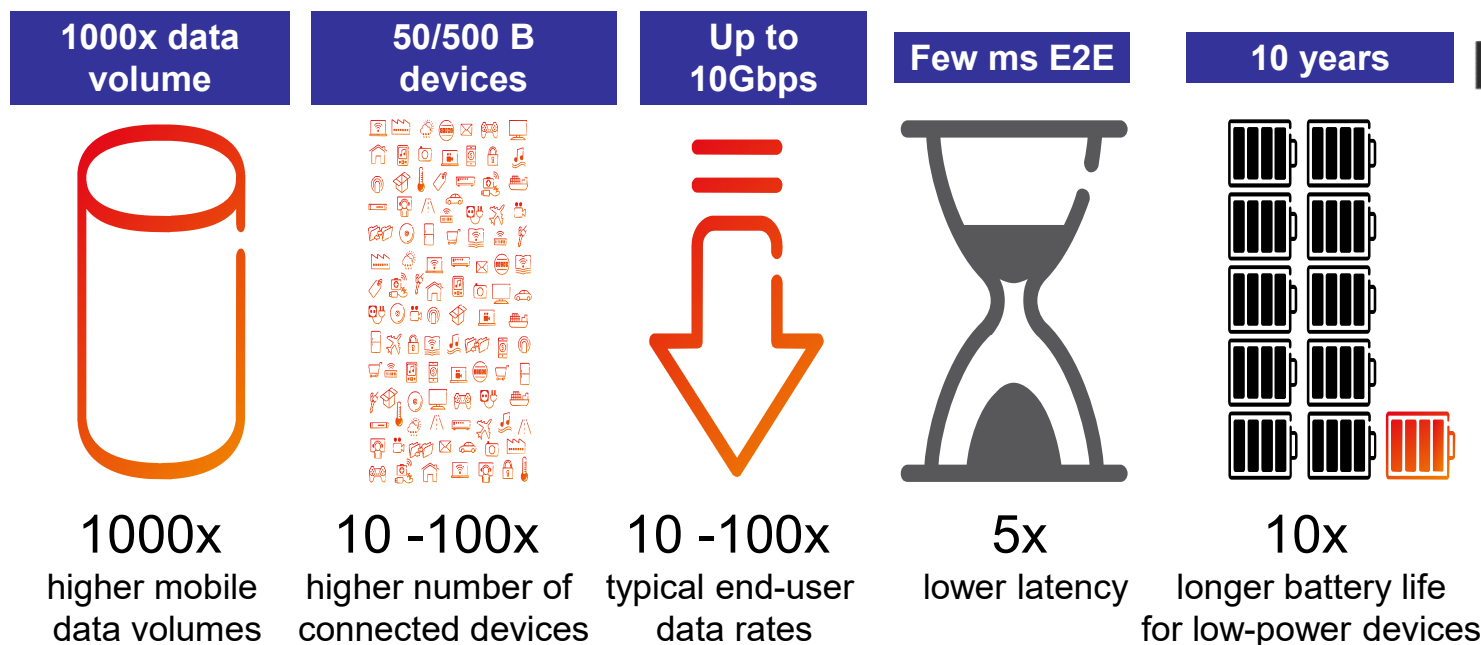 1000x data
volume
50/500 B
devices
Up to
10Gbps
Few ms E2E
10 years
1000x
higher mobile
data volumes
10 -100x
higher number of
connected devices
10 -100x
typical end-user
data rates
5x
lower latency
10x
longer battery life
for low-power devices